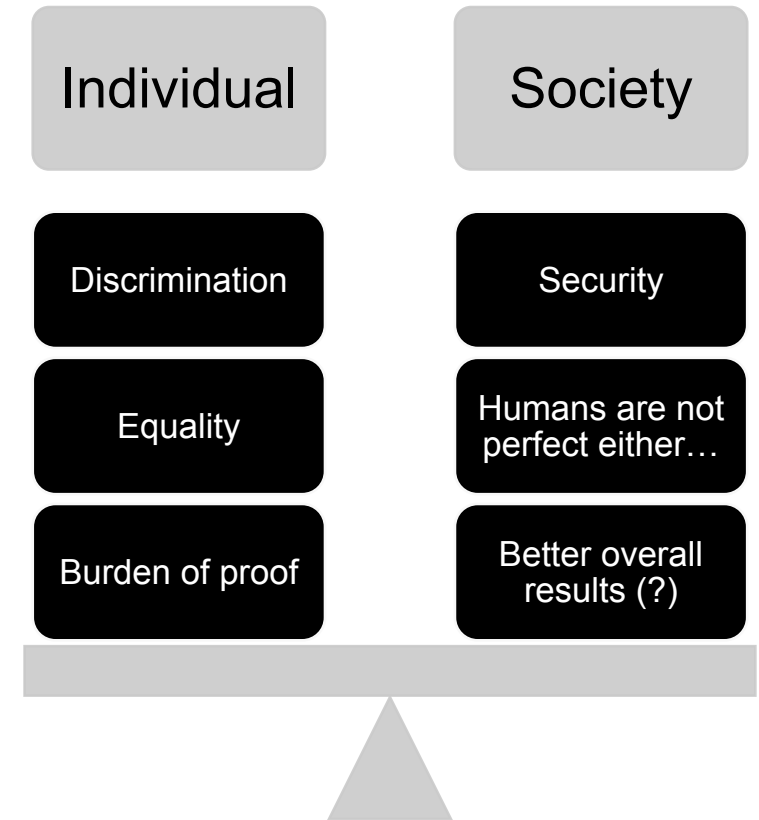 Individual
Society
Discrimination
Security
Equality
Humans are not
perfect either…
Burden of proof
Better overall
results (?)